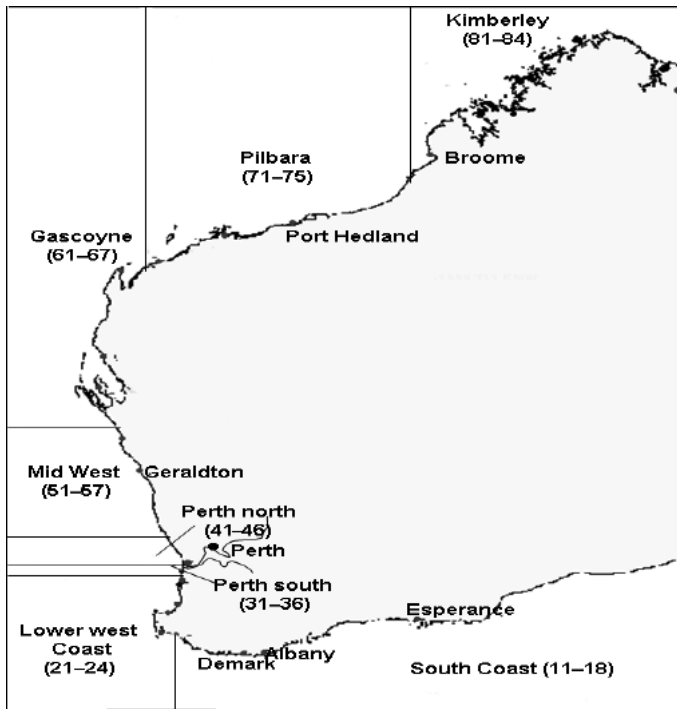 Kimberley
(81–84)
Pilbara
(71–75)
Broome
Gascoyne
(61–67)
Port Hedland
Mid West
(51–57)
Geraldton
Perth north
(41–46)
Perth
Perth south
(31–36)
Esperance
Lower west
Coast
(21–24)
Demark
Albany
South Coast (11–18)